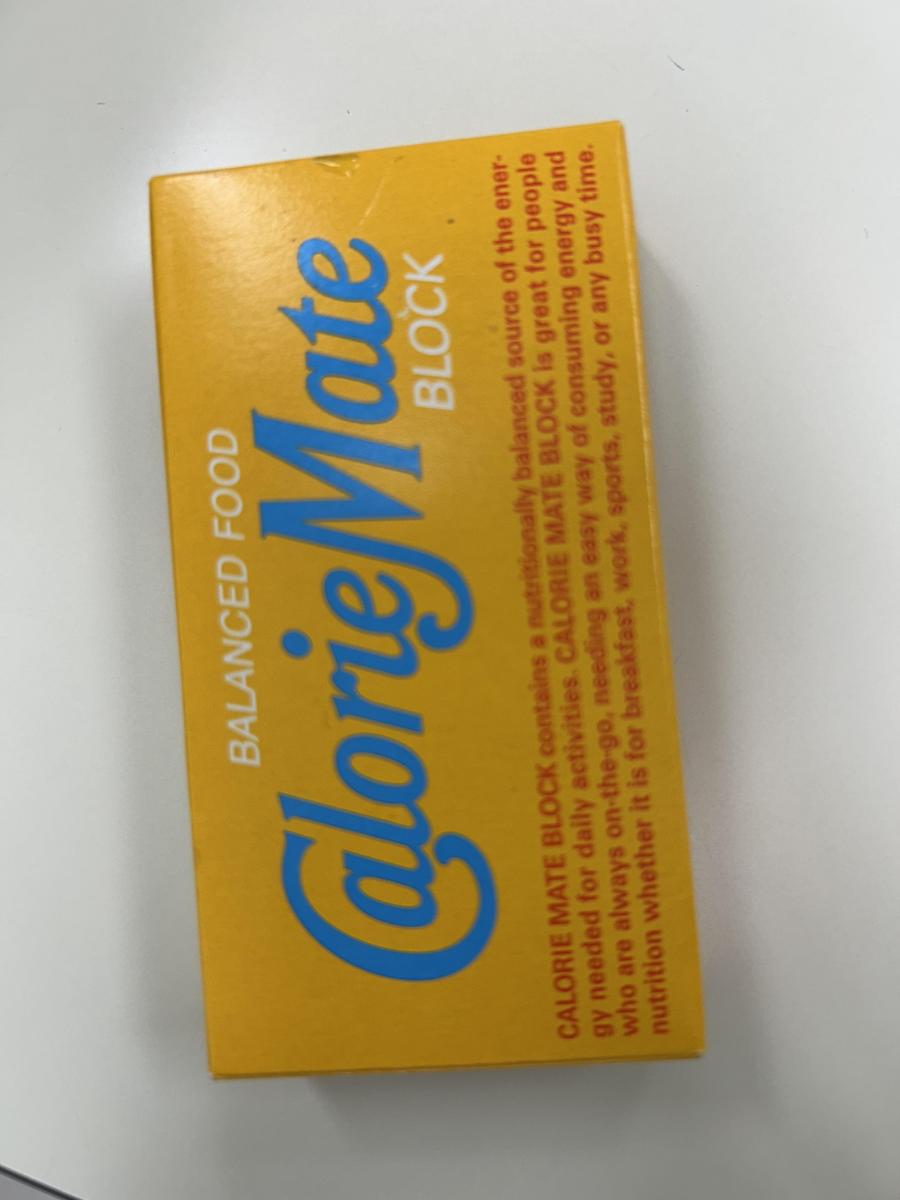 BALANCED FOOD
CalorieMate
BLOCK
CALORIE MATE BLOCK contains a nutritionally balanced source of the ener-
gy needed for daily activities. CALORIE MATE BLOCK is great for people
who are always on-the-go, needing an easy way of consuming energy and
nutrition whether it is for breakfast, work, sports, study, or any busy time.